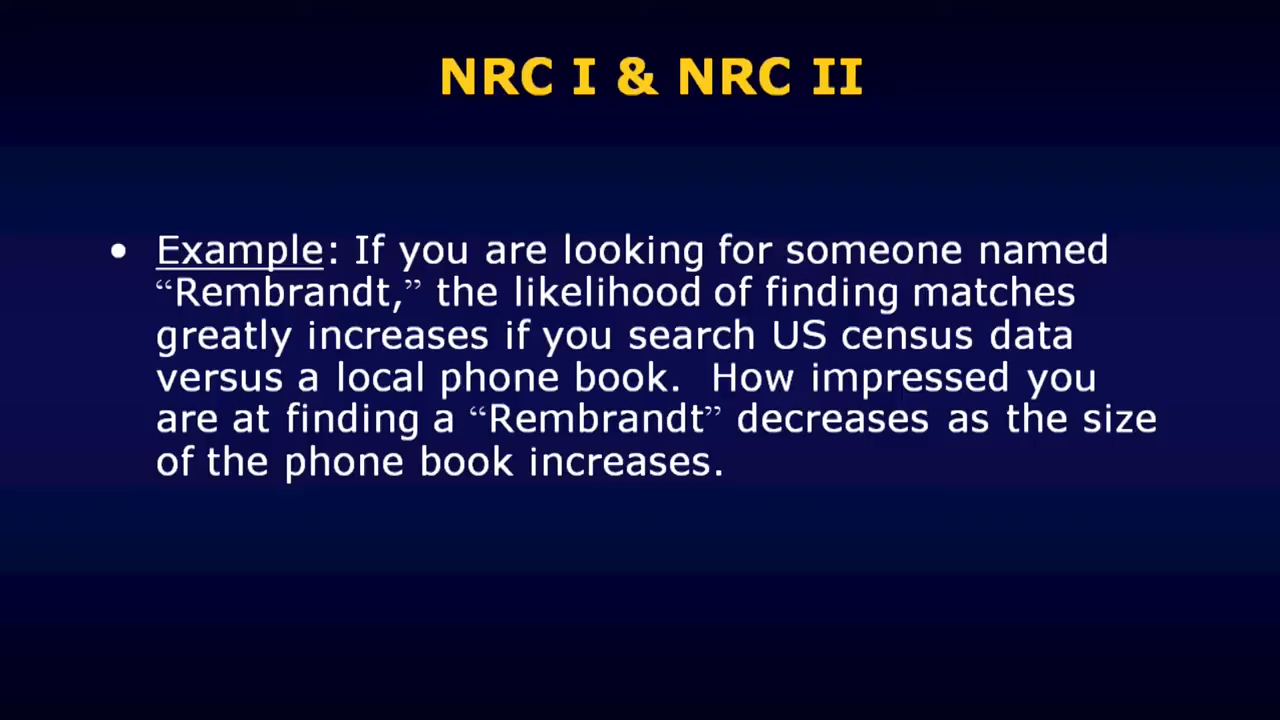 NRC I & NRC II
• Example: If you are looking for someone named
“Rembrandt,” the likelihood of finding matches
greatly increases if you search US census data
versus a local phone book.  How impressed you
are at finding a “Rembrandt” decreases as the size
of the phone book increases.